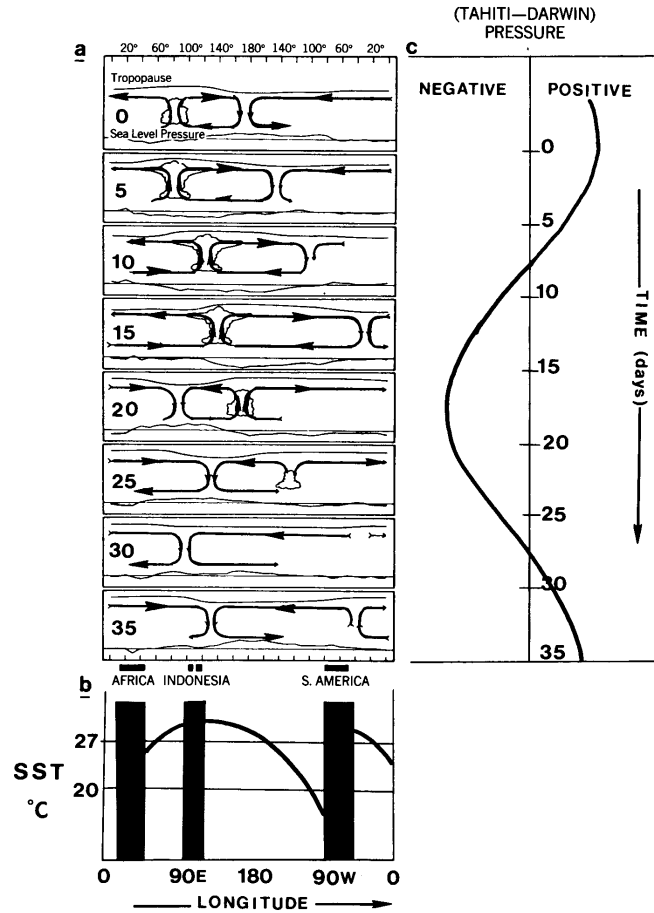 (TAHITI—DARWIN)
PRESSURE
a
20° 60° 100° 140° 180° 140° 100° 60° 20°
c
NEGATIVE POSITIVE
Tropopause
0
Sea Level Pressure
5
10
15
20
25
30
35
0
5
10
15
20
25
30
35
TIME (days)
AFRICA INDONESIA S. AMERICA
b
27
20
SST
°C
0 90E 180 90W 0
LONGITUDE